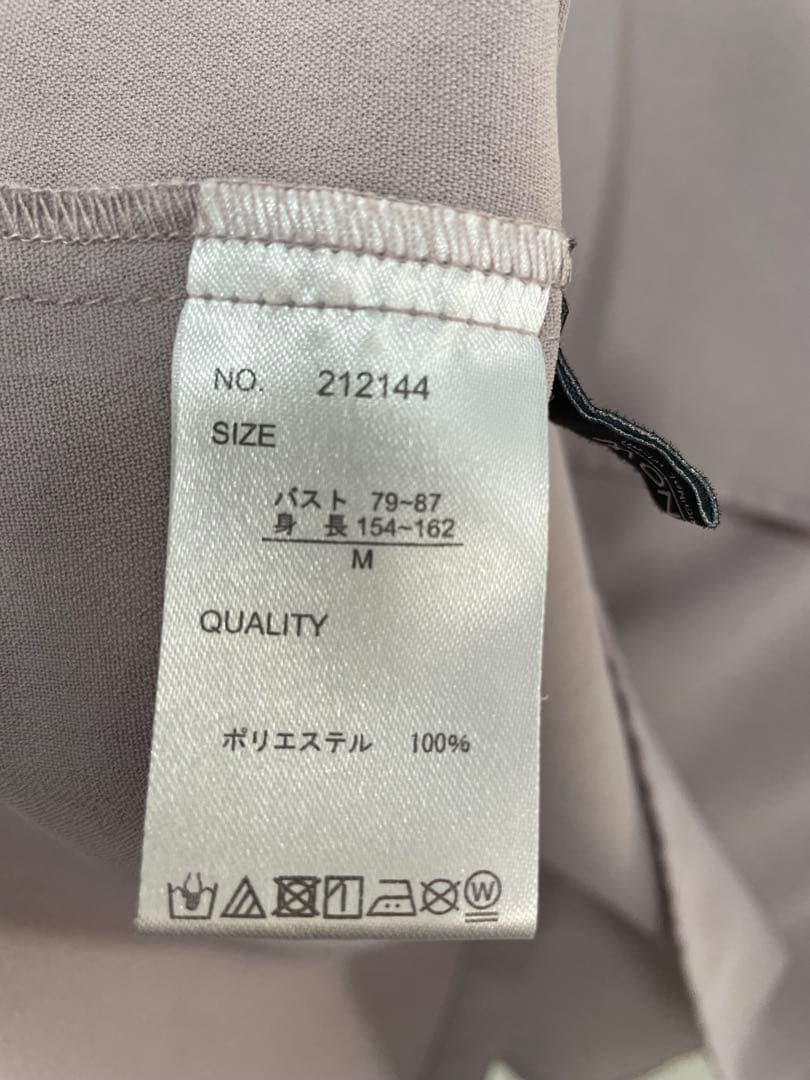 NO. 212144
SIZE
バスト 79~87
身 長 154~162
M
QUALITY
ポリエステル 100%
W